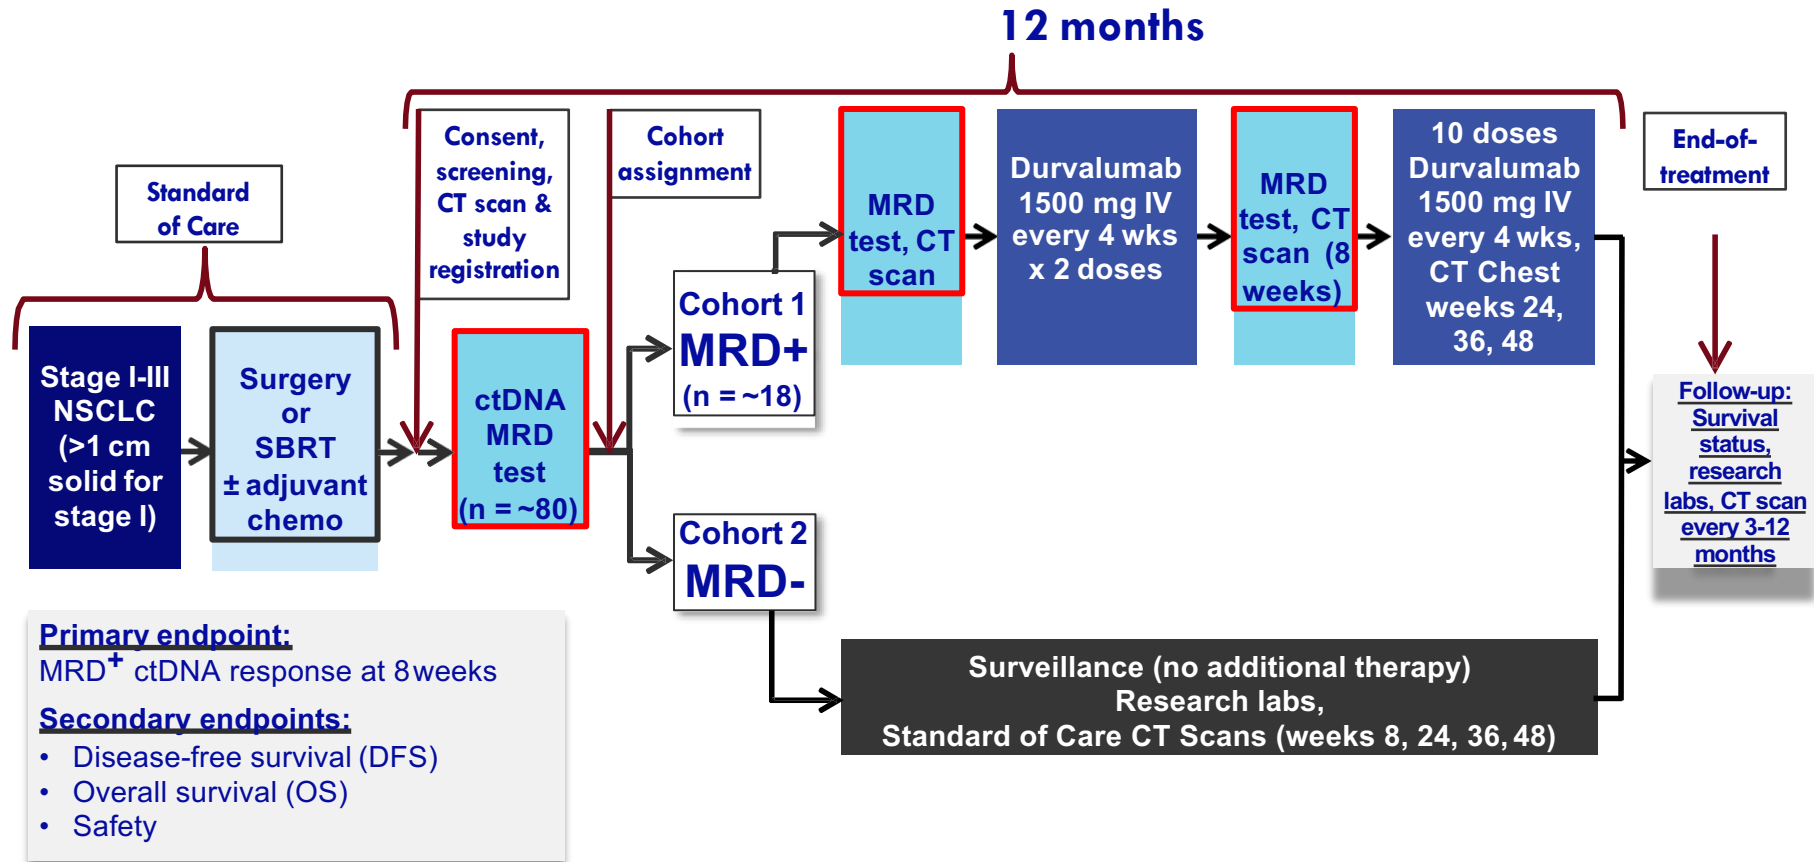 12 months
Standard
of Care
Consent,
screening,
CT scan &
study
registration
Cohort
assignment
End-of-
treatment
Stage I-III
NSCLC
(>1 cm
solid for
stage I)
Surgery
or
SBRT
± adjuvant
chemo
ctDNA
MRD
test
(n = ~80)
Cohort 1
MRD+
(n = ~18)
MRD
test, CT
scan
Durvalumab
1500 mg IV
every 4 wks
x 2 doses
MRD
test, CT
scan (8
weeks)
10 doses
Durvalumab
1500 mg IV
every 4 wks,
CT Chest
weeks 24,
36, 48
Cohort 2
MRD-
Surveillance (no additional therapy)
Research labs,
Standard of Care CT Scans (weeks 8, 24, 36, 48)
Follow-up:
Survival
status,
research
labs, CT scan
every 3-12
months
Primary endpoint:
MRD+ ctDNA response at 8 weeks
Secondary endpoints:
• Disease-free survival (DFS)
• Overall survival (OS)
• Safety